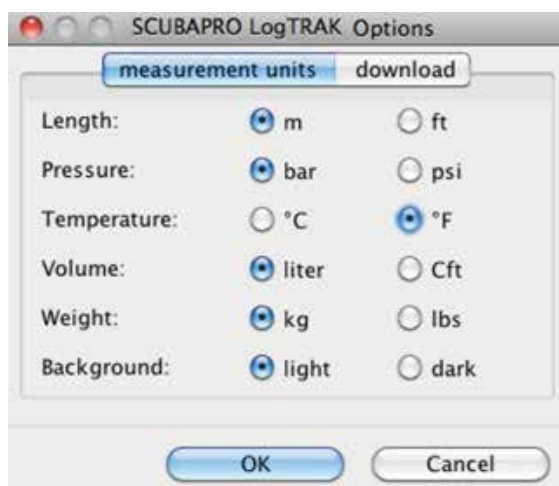 SCUBAPRO LogTRAK Options
measurement units download
Length: m ft
Pressure: bar psi
Temperature: °C °F
Volume: liter Cft
Weight: kg lbs
Background: light dark
OK Cancel